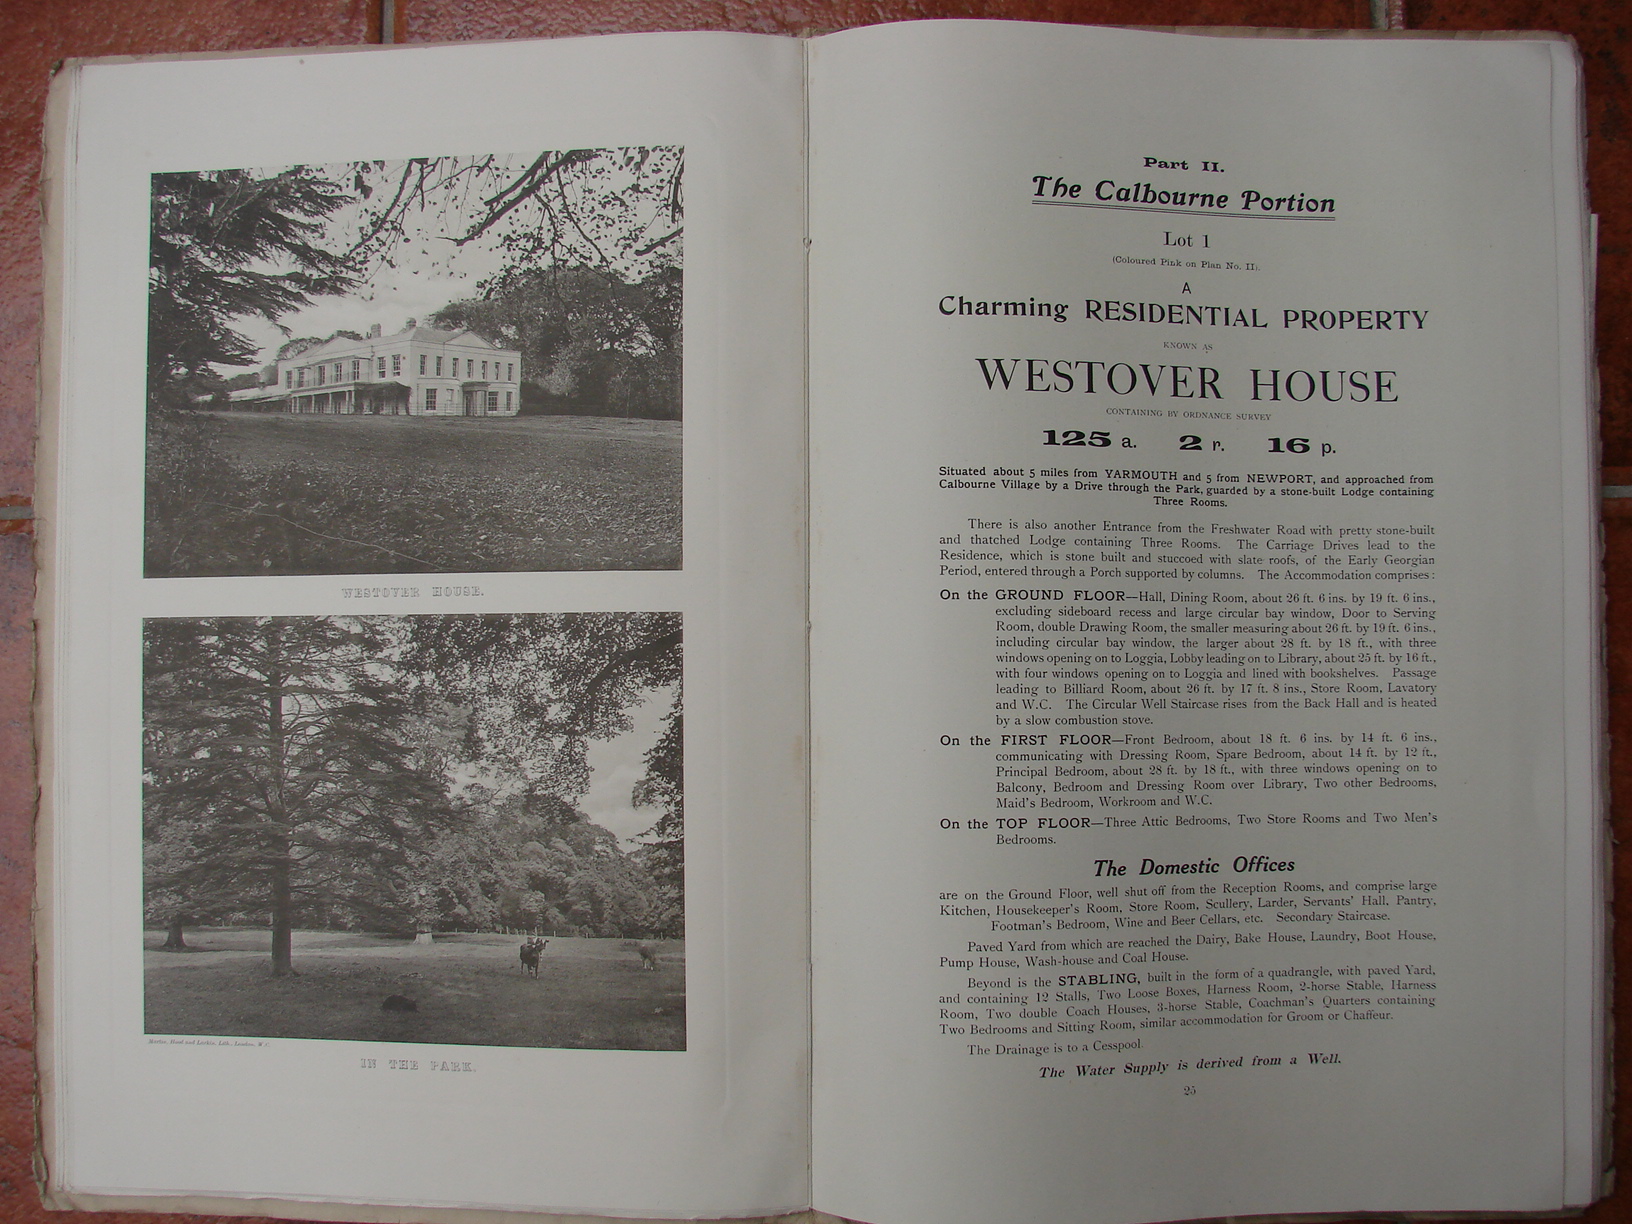 WESTOVER HOUSE.
Martin, Hood and Larkin, Lith., London, W.C.
IN THE PARK.
Part II.
The Calbourne Portion
Lot 1
(Coloured Pink on Plan No. II).
A
Charming RESIDENTIAL PROPERTY
KNOWN AS
WESTOVER HOUSE
CONTAINING BY ORDNANCE SURVEY
125 a. 2 r. 16 p.
Situated about 5 miles from YARMOUTH and 5 from NEWPORT, and approached from
Calbourne Village by a Drive through the Park, guarded by a stone-built Lodge containing
Three Rooms.
There is also another Entrance from the Freshwater Road with pretty stone-built
and thatched Lodge containing Three Rooms. The Carriage Drives lead to the
Residence, which is stone built and stuccoed with slate roofs, of the Early Georgian
Period, entered through a Porch supported by columns. The Accommodation comprises:
On the GROUND FLOOR—Hall, Dining Room, about 26 ft. 6 ins. by 19 ft. 6 ins.,
excluding sideboard recess and large circular bay window, Door to Serving
Room, double Drawing Room, the smaller measuring about 26 ft. by 19 ft. 6 ins.,
including circular bay window, the larger about 28 ft. by 18 ft., with three
windows opening on to Loggia, Lobby leading on to Library, about 25 ft. by 16 ft.,
with four windows opening on to Loggia and lined with bookshelves. Passage
leading to Billiard Room, about 26 ft. by 17 ft. 8 ins., Store Room, Lavatory
and W.C. The Circular Well Staircase rises from the Back Hall and is heated
by a slow combustion stove.
On the FIRST FLOOR—Front Bedroom, about 18 ft. 6 ins. by 14 ft. 6 ins.,
communicating with Dressing Room, Spare Bedroom, about 14 ft. by 12 ft.,
Principal Bedroom, about 28 ft. by 18 ft., with three windows opening on to
Balcony, Bedroom and Dressing Room over Library, Two other Bedrooms,
Maid's Bedroom, Workroom and W.C.
On the TOP FLOOR—Three Attic Bedrooms, Two Store Rooms and Two Men's
Bedrooms.
The Domestic Offices
are on the Ground Floor, well shut off from the Reception Rooms, and comprise large
Kitchen, Housekeeper's Room, Store Room, Scullery, Larder, Servants' Hall, Pantry,
Footman's Bedroom, Wine and Beer Cellars, etc. Secondary Staircase.
Paved Yard from which are reached the Dairy, Bake House, Laundry, Boot House,
Pump House, Wash-house and Coal House.
Beyond is the STABLING, built in the form of a quadrangle, with paved Yard,
and containing 12 Stalls, Two Loose Boxes, Harness Room, 2-horse Stable, Harness
Room, Two double Coach Houses, 3-horse Stable, Coachman's Quarters containing
Two Bedrooms and Sitting Room, similar accommodation for Groom or Chaffeur.
The Drainage is to a Cesspool.
The Water Supply is derived from a Well.
25